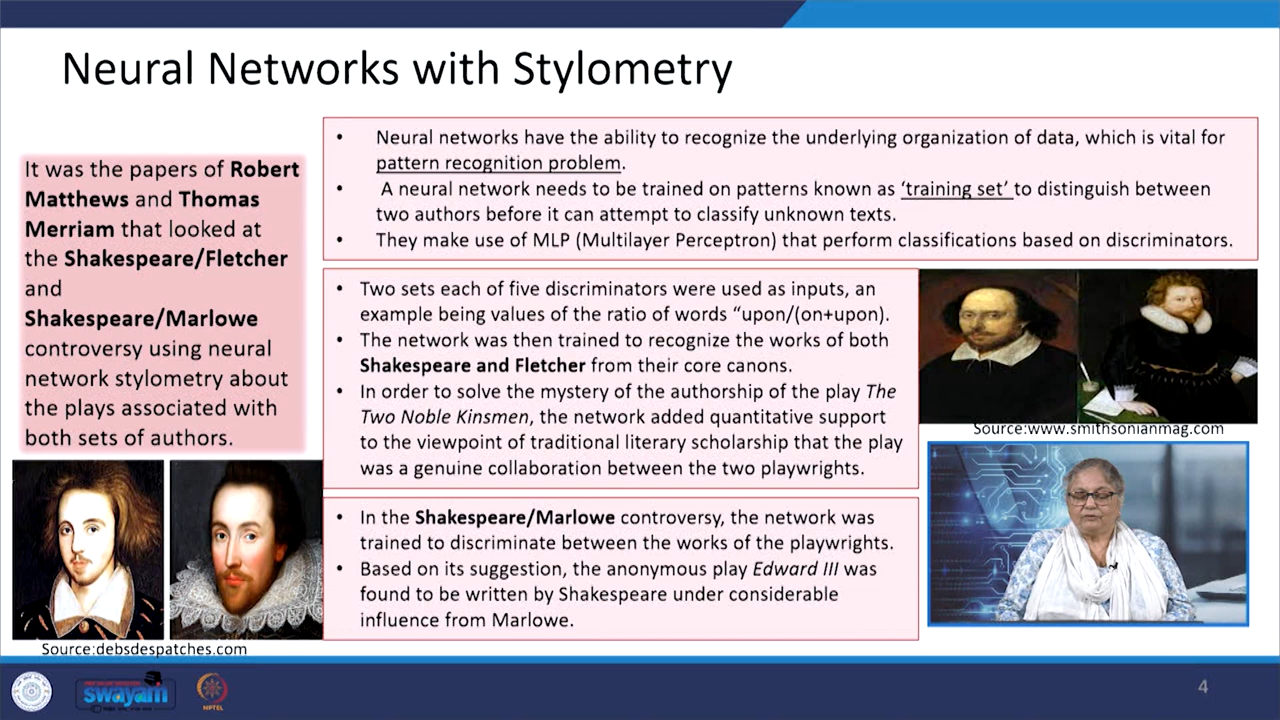 Neural Networks with Stylometry
It was the papers of Robert
Matthews and Thomas
Merriam that looked at
the Shakespeare/Fletcher
and
Shakespeare/Marlowe
controversy using neural
network stylometry about
the plays associated with
both sets of authors.
• Neural networks have the ability to recognize the underlying organization of data, which is vital for
pattern recognition problem.
• A neural network needs to be trained on patterns known as ‘training set’ to distinguish between
two authors before it can attempt to classify unknown texts.
• They make use of MLP (Multilayer Perceptron) that perform classifications based on discriminators.
• Two sets each of five discriminators were used as inputs, an
example being values of the ratio of words “upon/(on+upon).
• The network was then trained to recognize the works of both
Shakespeare and Fletcher from their core canons.
• In order to solve the mystery of the authorship of the play The
Two Noble Kinsmen, the network added quantitative support
to the viewpoint of traditional literary scholarship that the play
was a genuine collaboration between the two playwrights.
Source:www.smithsonianmag.com
• In the Shakespeare/Marlowe controversy, the network was
trained to discriminate between the works of the playwrights.
• Based on its suggestion, the anonymous play Edward III was
found to be written by Shakespeare under considerable
influence from Marlowe.
Source:debsdespatches.com
swayam
NPTEL
4